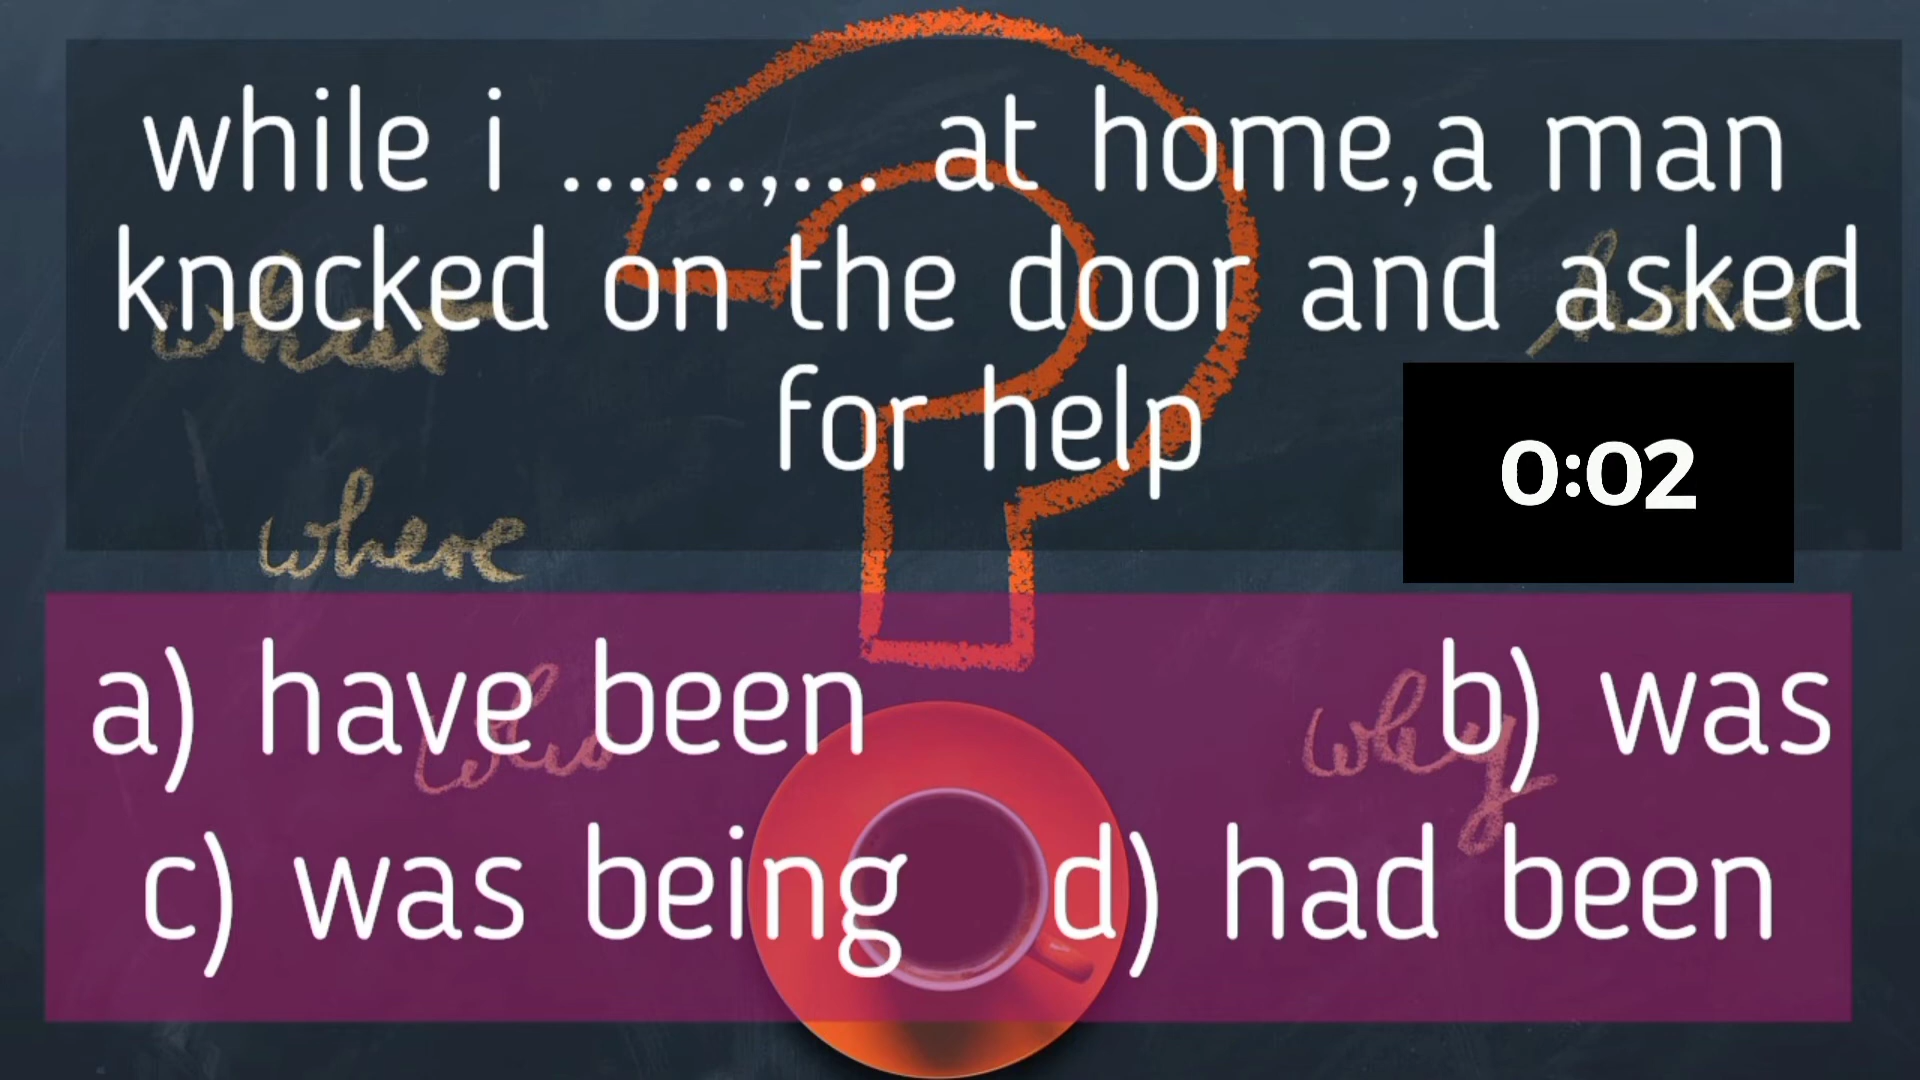 while i ......,... at home,a man
knocked on the door and asked
for help
0:02
where
a) have been b) was
why
c) was being d) had been